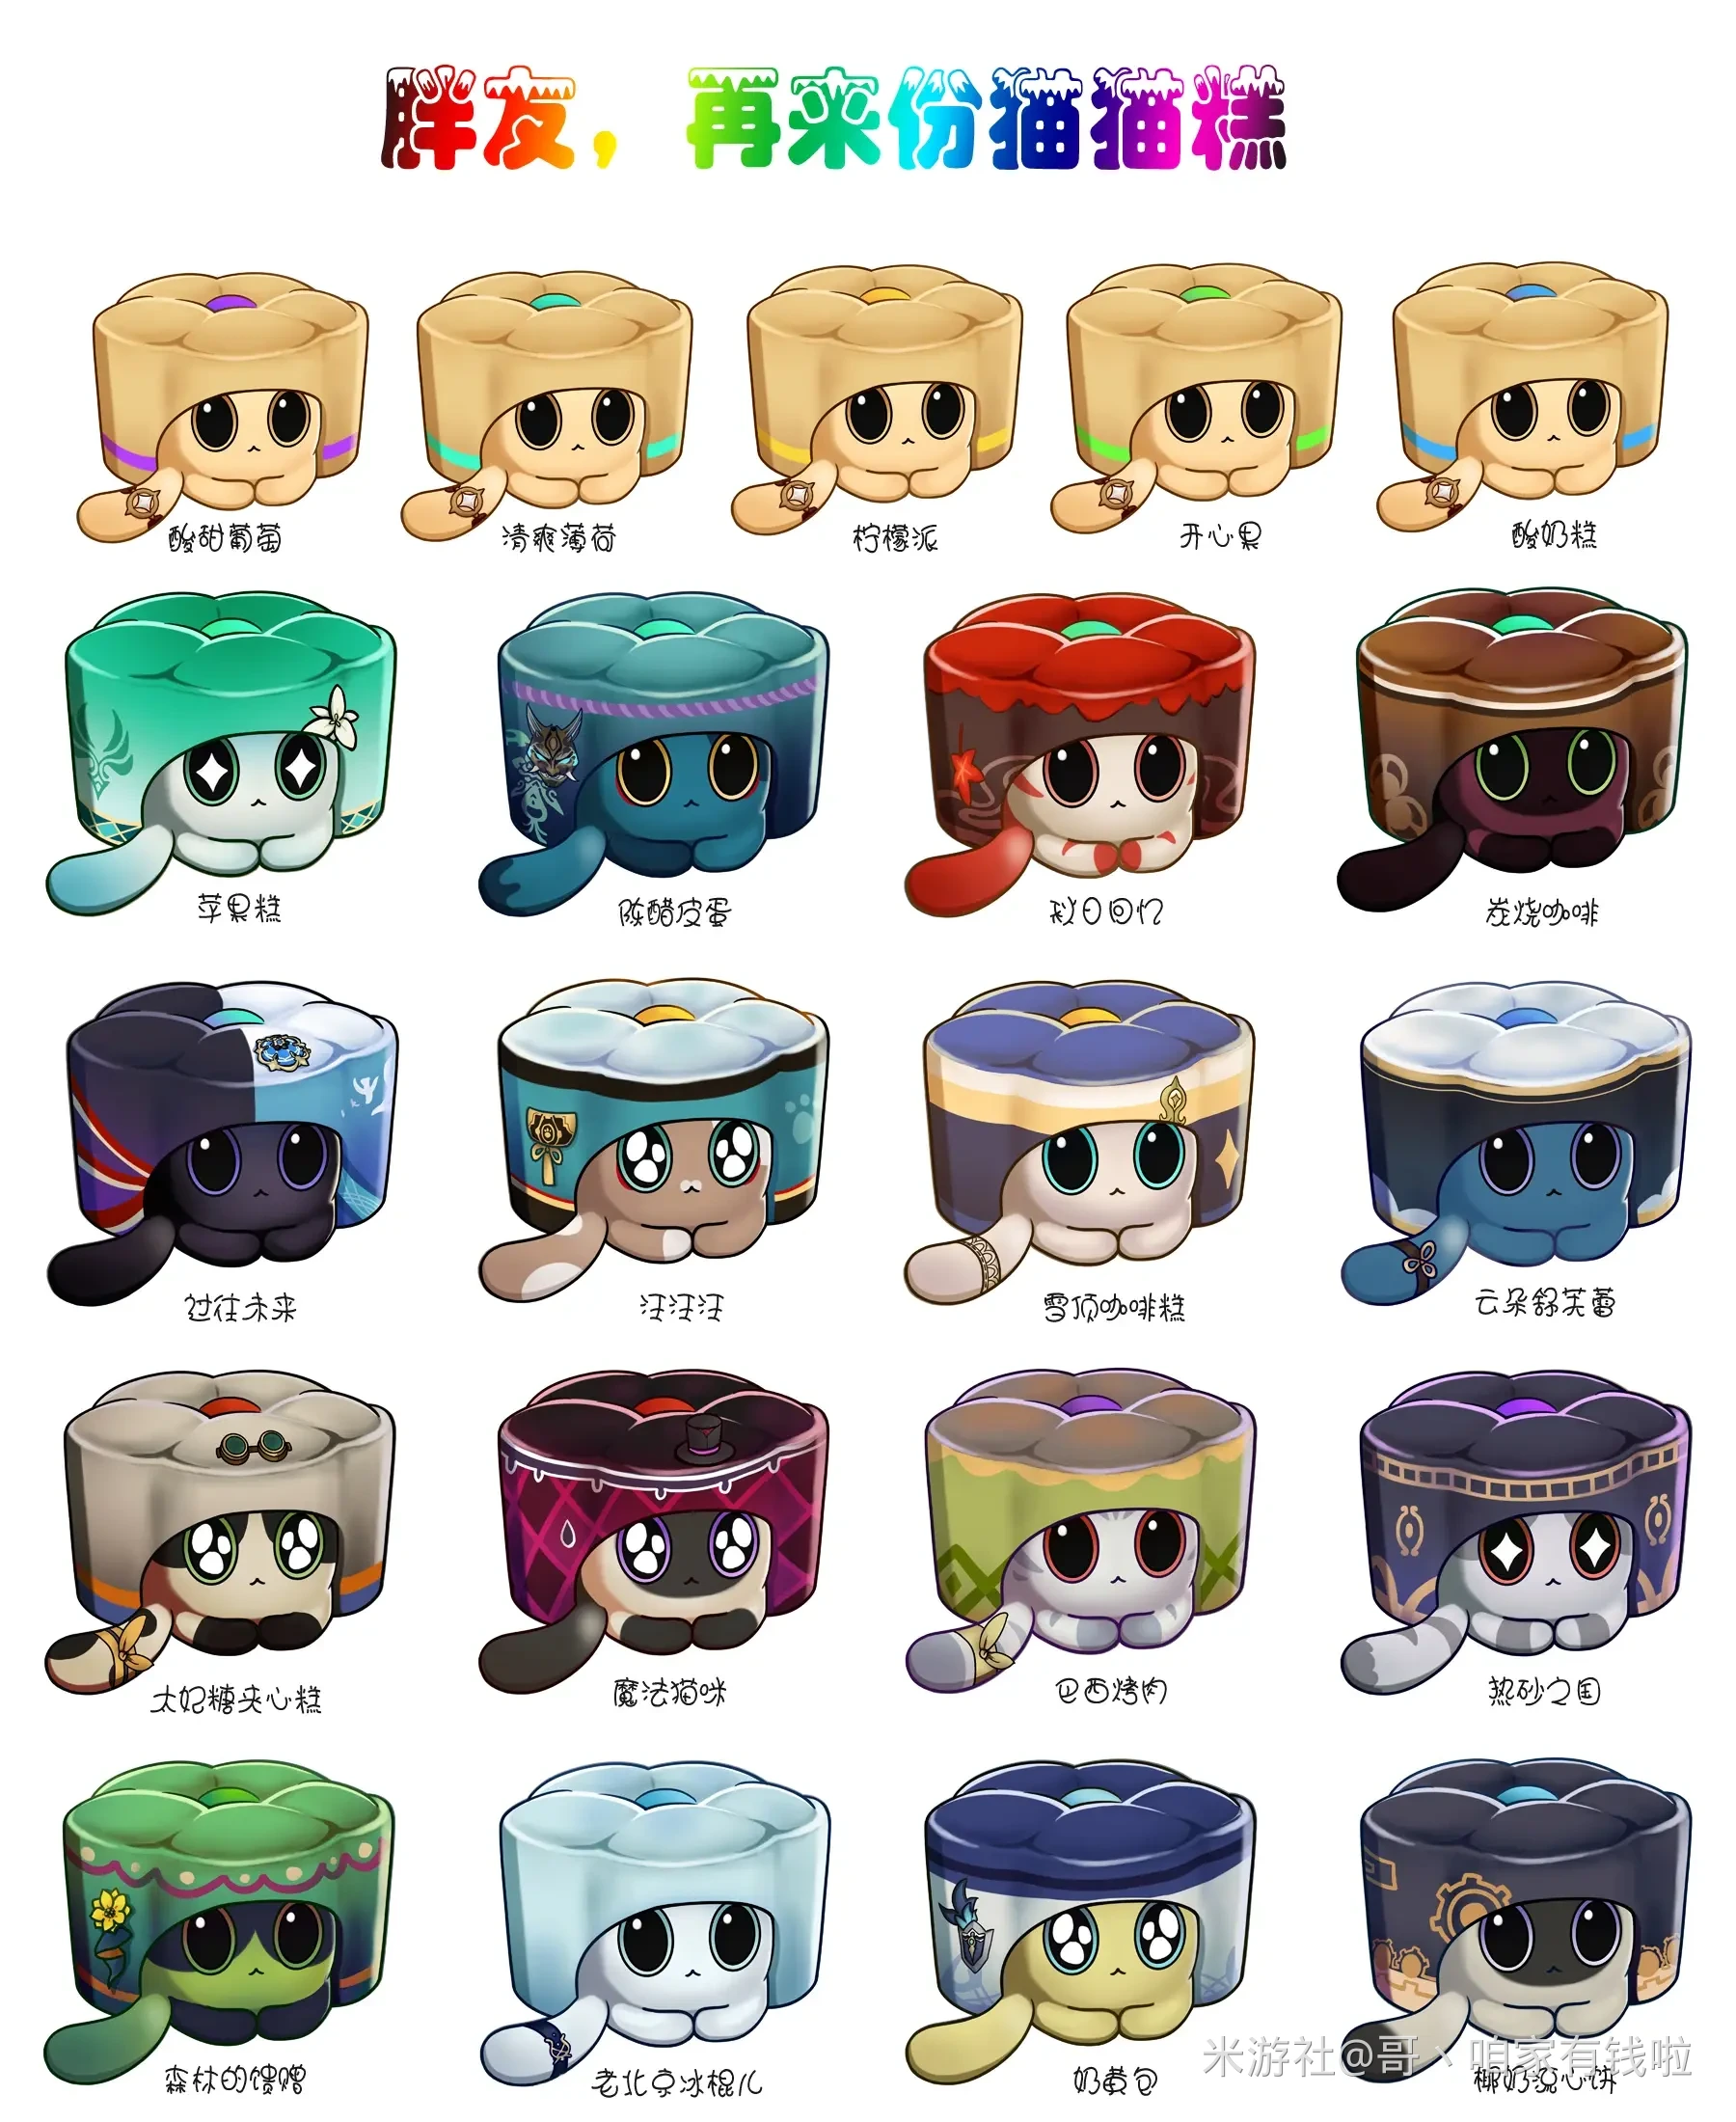 胖友，再来份猫猫糕
酸甜葡萄
清爽薄荷
柠檬派
开心果
酸奶糕
苹果糕
陈醋皮蛋
秋日回忆
炭烧咖啡
过往未来
汪汪汪
雪顶咖啡糕
云朵舒芙蕾
太妃糖夹心糕
魔法猫咪
巴西烤肉
热砂之国
森林的馈赠
老北京冰棍儿
奶黄包
椰奶流心饼
米游社@哥丶咱家有钱啦